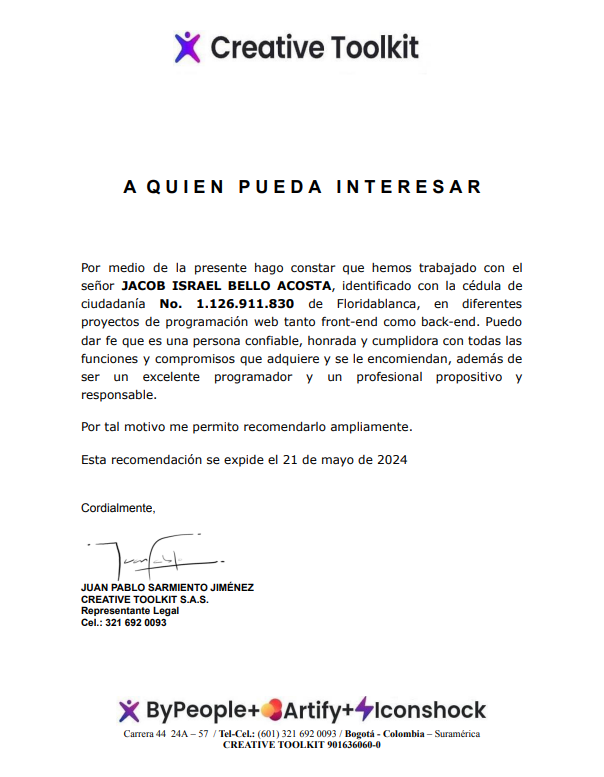 Creative Toolkit
A QUIEN PUEDA INTERESAR
Por medio de la presente hago constar que hemos trabajado con el
señor JACOB ISRAEL BELLO ACOSTA, identificado con la cédula de
ciudadanía No. 1.126.911.830 de Floridablanca, en diferentes
proyectos de programación web tanto front-end como back-end. Puedo
dar fe que es una persona confiable, honrada y cumplidora con todas las
funciones y compromisos que adquiere y se le encomiendan, además de
ser un excelente programador y un profesional propositivo y
responsable.
Por tal motivo me permito recomendarlo ampliamente.
Esta recomendación se expide el 21 de mayo de 2024
Cordialmente,
JUAN PABLO SARMIENTO JIMÉNEZ
CREATIVE TOOLKIT S.A.S.
Representante Legal
Cel.: 321 692 0093
ByPeople+Artify+Iconshock
Carrera 44 24A – 57 / Tel-Cel.: (601) 321 692 0093 / Bogotá - Colombia – Suramérica
CREATIVE TOOLKIT 901636060-0